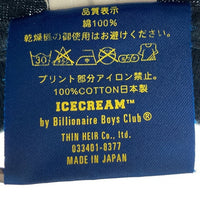 品質表示
綿100%
乾燥機の御使用はお避けください。
30
プリント部分アイロン禁止
100%COTTON日本製
ICECREAM™
by Billionaire Boys Club®
THIN HEIR Co., ltd.
033401-8377
MADE IN JAPAN